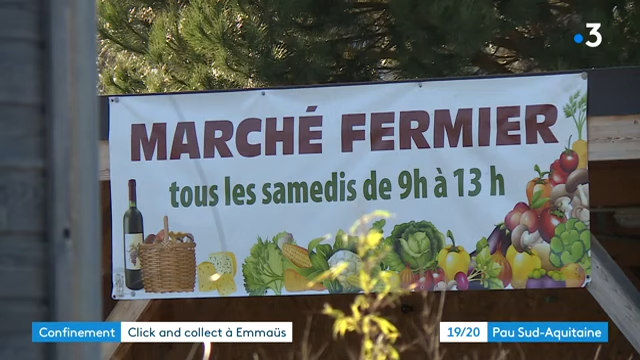 3
MARCHÉ FERMIER
tous les samedis de 9h à 13 h
Confinement Click and collect à Emmaüs 19/20 Pau Sud-Aquitaine